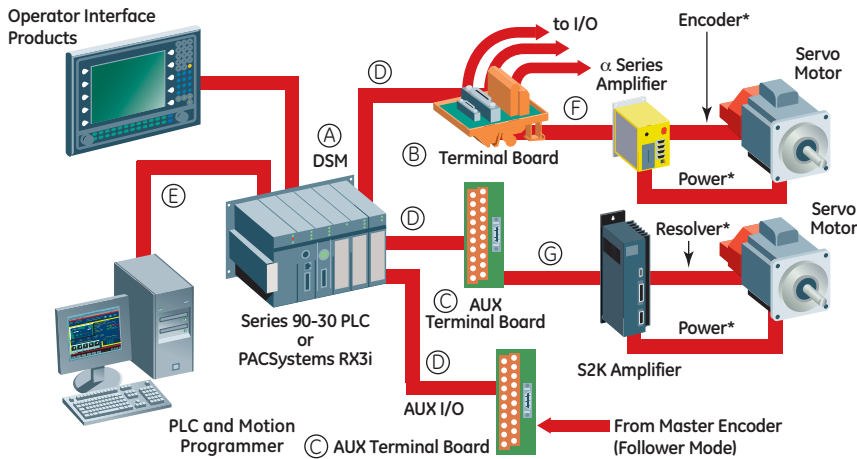 Operator Interface
Products
to I/O
Encoder*
α Series
Amplifier
Servo
Motor
D
F
A
DSM
B
Terminal Board
Power*
E
D
Resolver*
Servo
Motor
G
C
AUX
Terminal Board
Power*
Series 90-30 PLC
or
PACSystems RX3i
D
S2K Amplifier
AUX I/O
PLC and Motion
Programmer
C AUX Terminal Board
From Master Encoder
(Follower Mode)